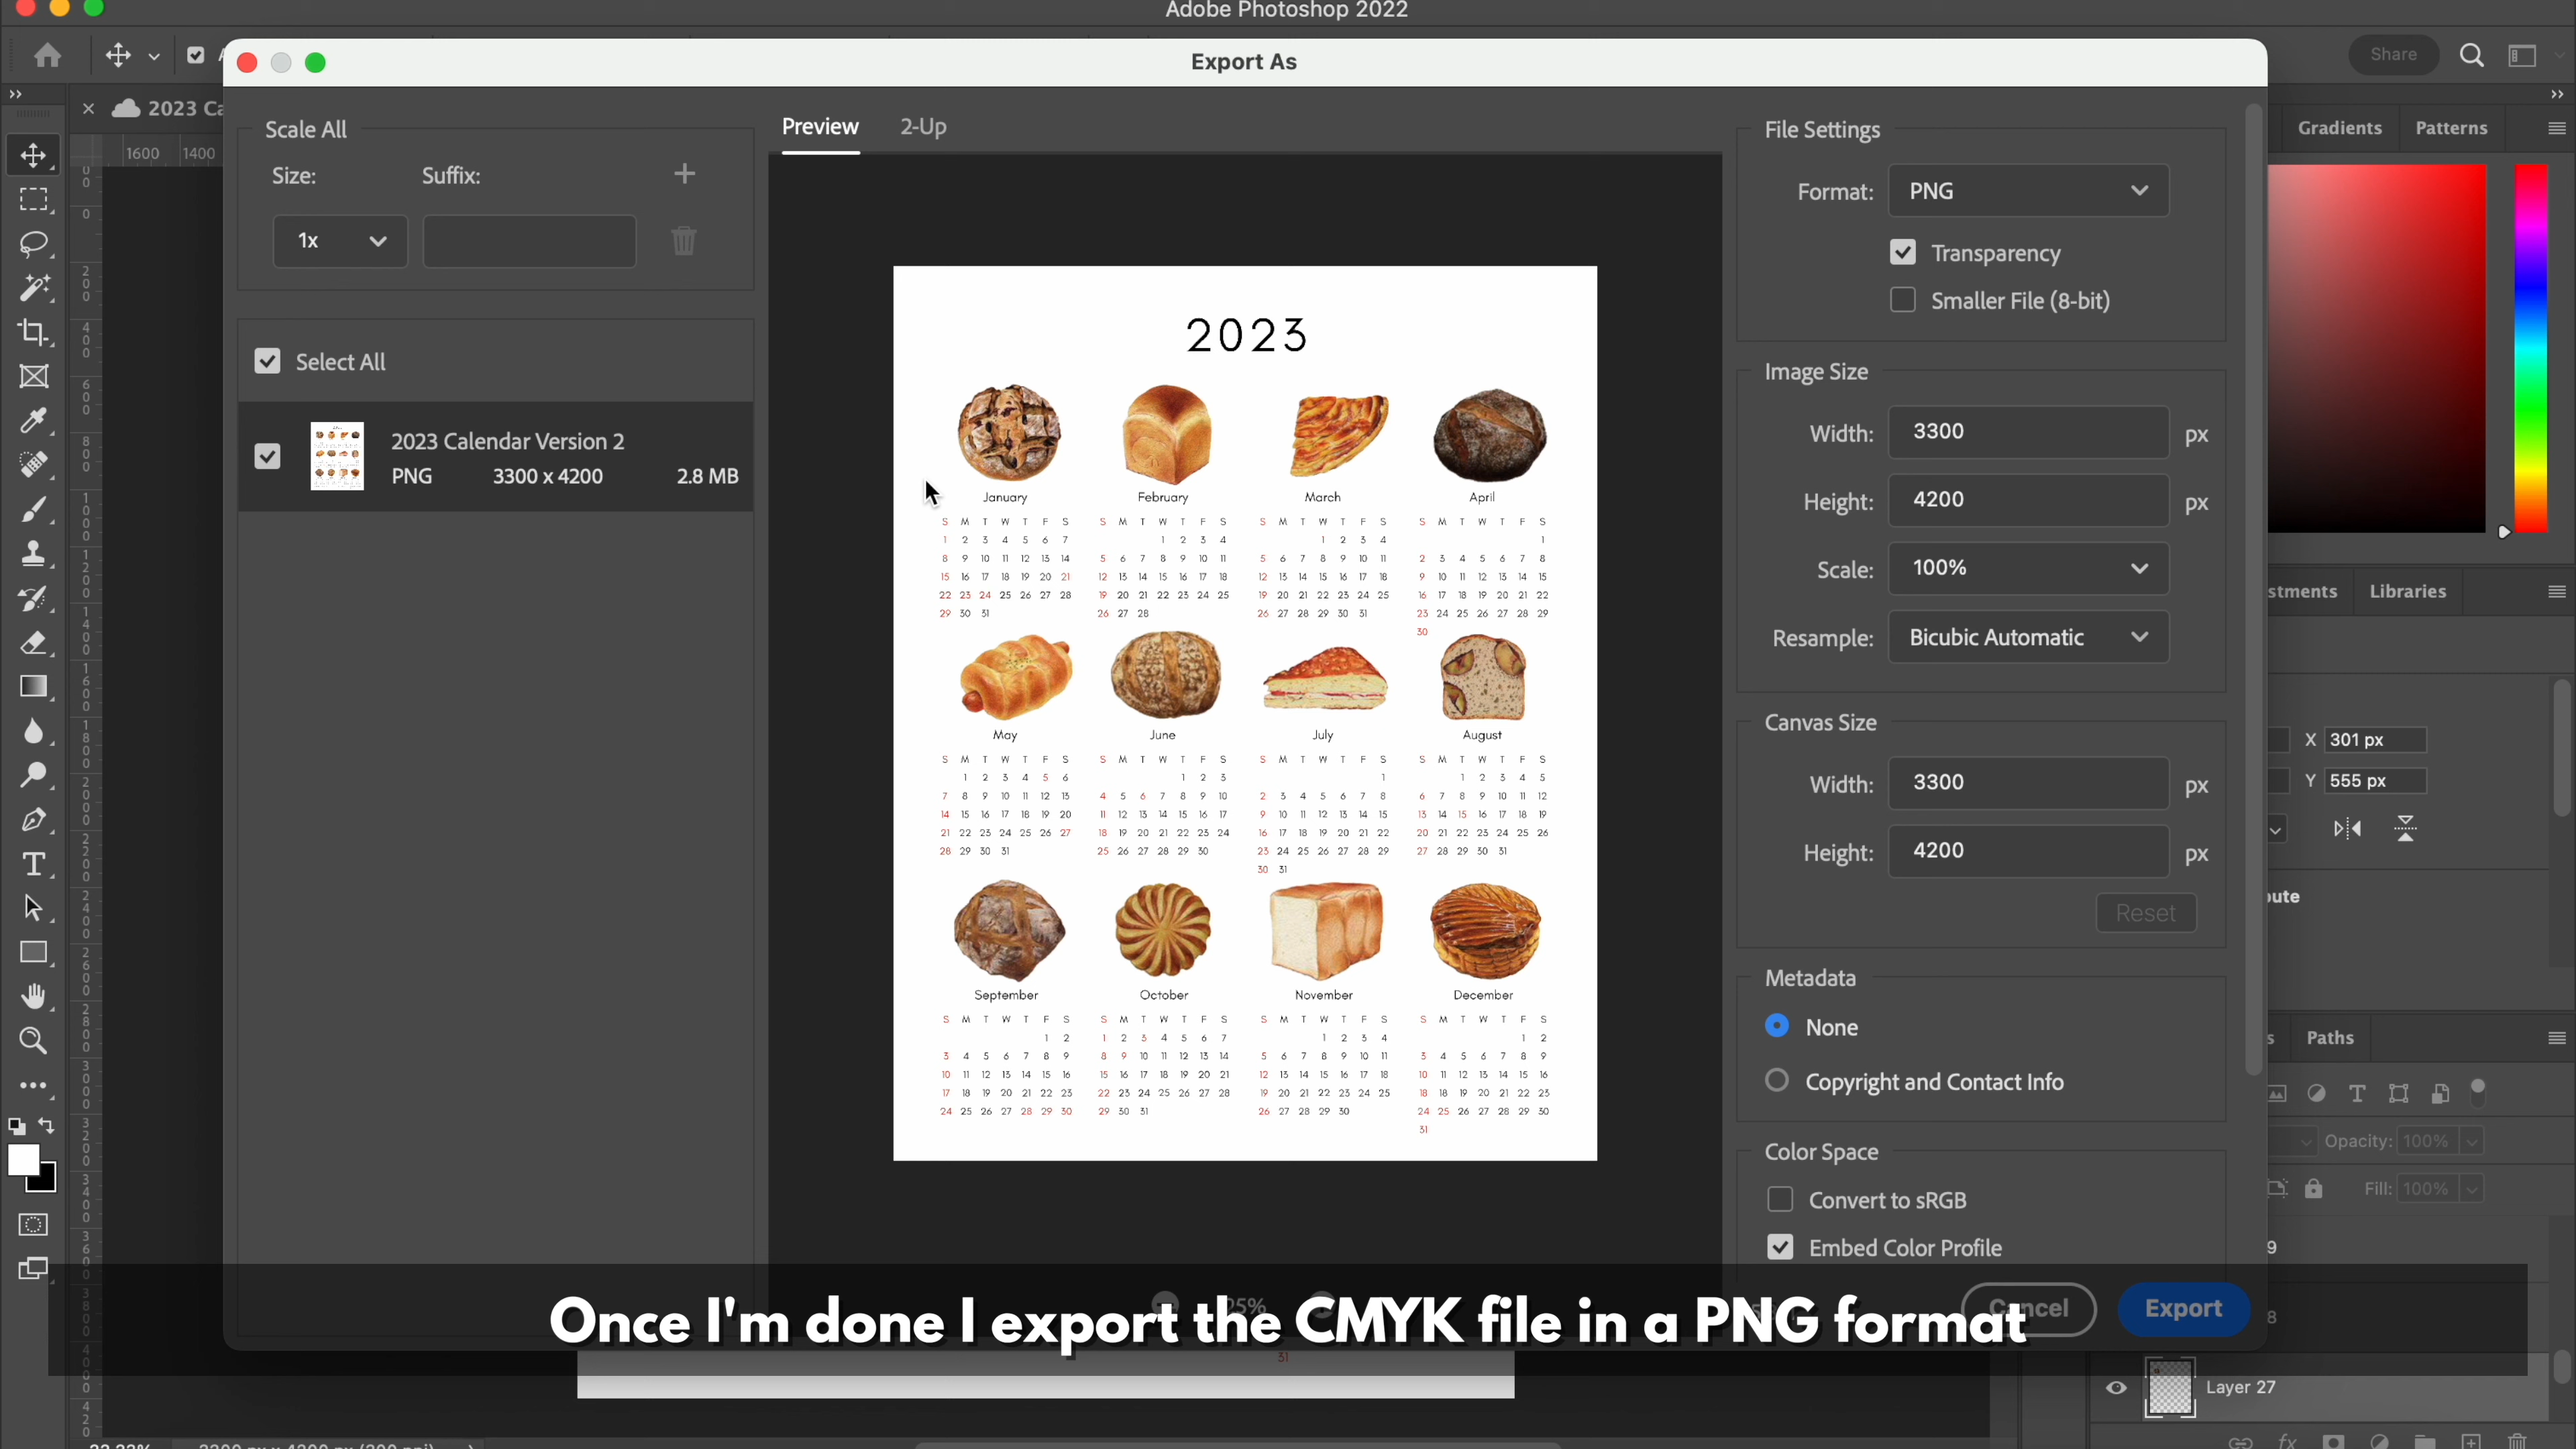 Adobe Photoshop 2022
Export As
Share
2023 Ca
1600 1400
Scale All
Size: Suffix:
1x
Select All
2023 Calendar Version 2
PNG 3300 x 4200 2.8 MB
Preview 2-Up
2023
January February March April
S M T W T F S S M T W T F S S M T W T F S S M T W T F S
1 2 3 4 5 6 7 1 2 3 4 1 2 3 4 1
8 9 10 11 12 13 14 5 6 7 8 9 10 11 5 6 7 8 9 10 11 2 3 4 5 6 7 8
15 16 17 18 19 20 21 12 13 14 15 16 17 18 12 13 14 15 16 17 18 9 10 11 12 13 14 15
22 23 24 25 26 27 28 19 20 21 22 23 24 25 19 20 21 22 23 24 25 16 17 18 19 20 21 22
29 30 31 26 27 28 26 27 28 29 30 31 23 24 25 26 27 28 29
30
May June July August
S M T W T F S S M T W T F S S M T W T F S S M T W T F S
1 2 3 4 5 6 1 2 3 1 1 2 3 4 5
7 8 9 10 11 12 13 4 5 6 7 8 9 10 2 3 4 5 6 7 8 6 7 8 9 10 11 12
14 15 16 17 18 19 20 11 12 13 14 15 16 17 9 10 11 12 13 14 15 13 14 15 16 17 18 19
21 22 23 24 25 26 27 18 19 20 21 22 23 24 16 17 18 19 20 21 22 20 21 22 23 24 25 26
28 29 30 31 25 26 27 28 29 30 23 24 25 26 27 28 29 27 28 29 30 31
30 31
September October November December
S M T W T F S S M T W T F S S M T W T F S S M T W T F S
1 2 1 2 3 4 5 6 7 1 2 3 4 1 2
3 4 5 6 7 8 9 8 9 10 11 12 13 14 5 6 7 8 9 10 11 3 4 5 6 7 8 9
10 11 12 13 14 15 16 15 16 17 18 19 20 21 12 13 14 15 16 17 18 10 11 12 13 14 15 16
17 18 19 20 21 22 23 22 23 24 25 26 27 28 19 20 21 22 23 24 25 18 18 19 20 21 22 23
24 25 26 27 28 29 30 29 30 31 26 27 28 29 30 24 25 26 27 28 29 30
31
File Settings
Format: PNG
Transparency
Smaller File (8-bit)
Image Size
Width: 3300 px
Height: 4200 px
Scale: 100%
Resample: Bicubic Automatic
Canvas Size
Width: 3300 px
Height: 4200 px
Reset
Metadata
None
Copyright and Contact Info
Color Space
Convert to sRGB
Embed Color Profile
Cancel Export
Gradients Patterns
stments Libraries
X 301 px
Y 555 px
Paths
Opacity: 100%
Fill: 100%
Layer 27
Once I'm done I export the CMYK file in a PNG format
31